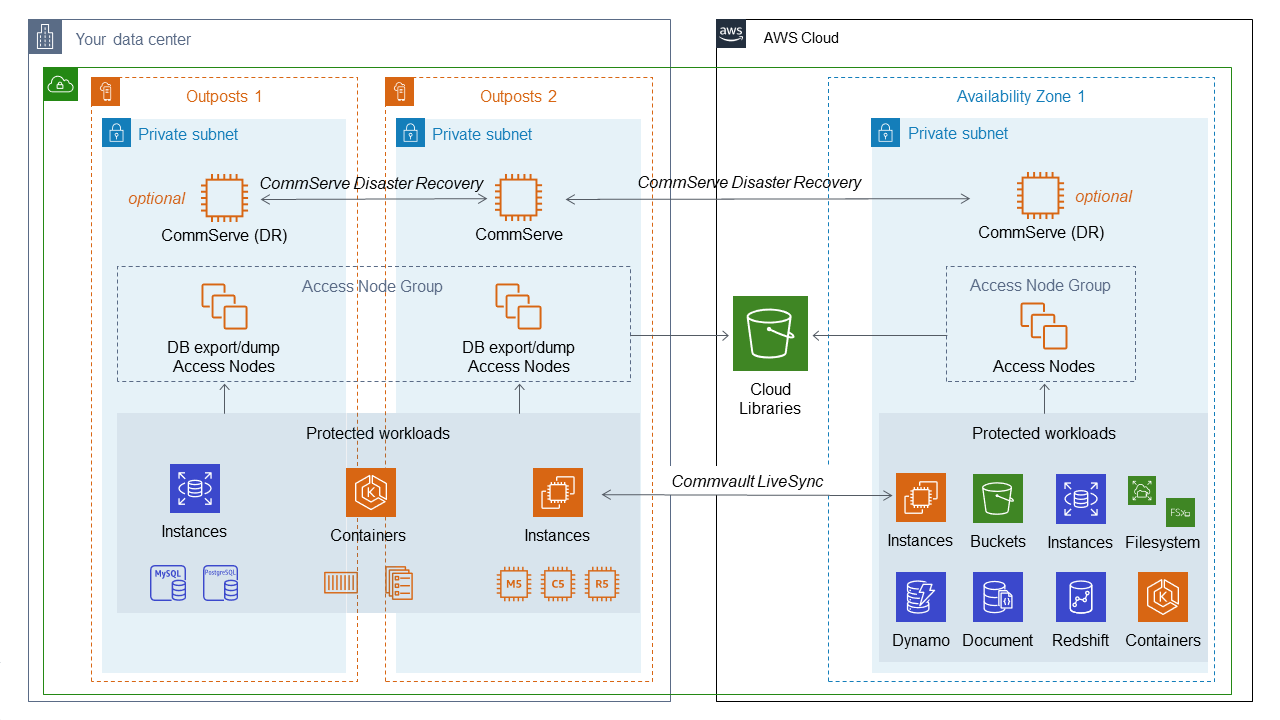 Your data center
aws
AWS Cloud
Outposts 1
Outposts 2
Availability Zone 1
Private subnet
Private subnet
Private subnet
optional
CommServe Disaster Recovery
CommServe Disaster Recovery
optional
CommServe (DR)
CommServe
CommServe (DR)
Access Node Group
Access Node Group
DB export/dump
Access Nodes
DB export/dump
Access Nodes
Access Nodes
Cloud
Libraries
Protected workloads
Protected workloads
Commvault LiveSync
K
Instances
Containers
Instances
FSx
Instances
Buckets
Instances
Filesystem
MySQL
PostgreSQL
M5
C5
R5
K
Dynamo
Document
Redshift
Containers